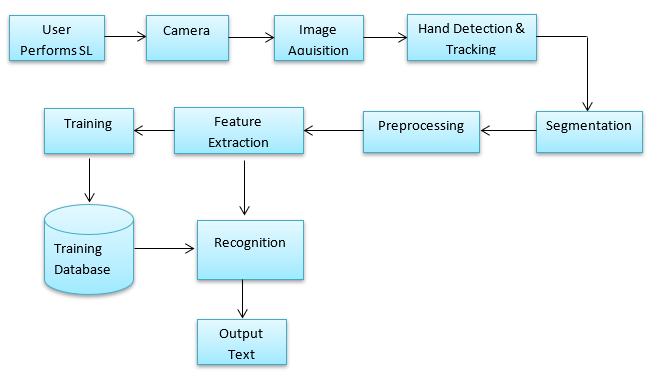 User
Performs SL
Camera
Image
Aquisition
Hand Detection &
Tracking
Segmentation
Preprocessing
Feature
Extraction
Training
Training
Database
Recognition
Output
Text